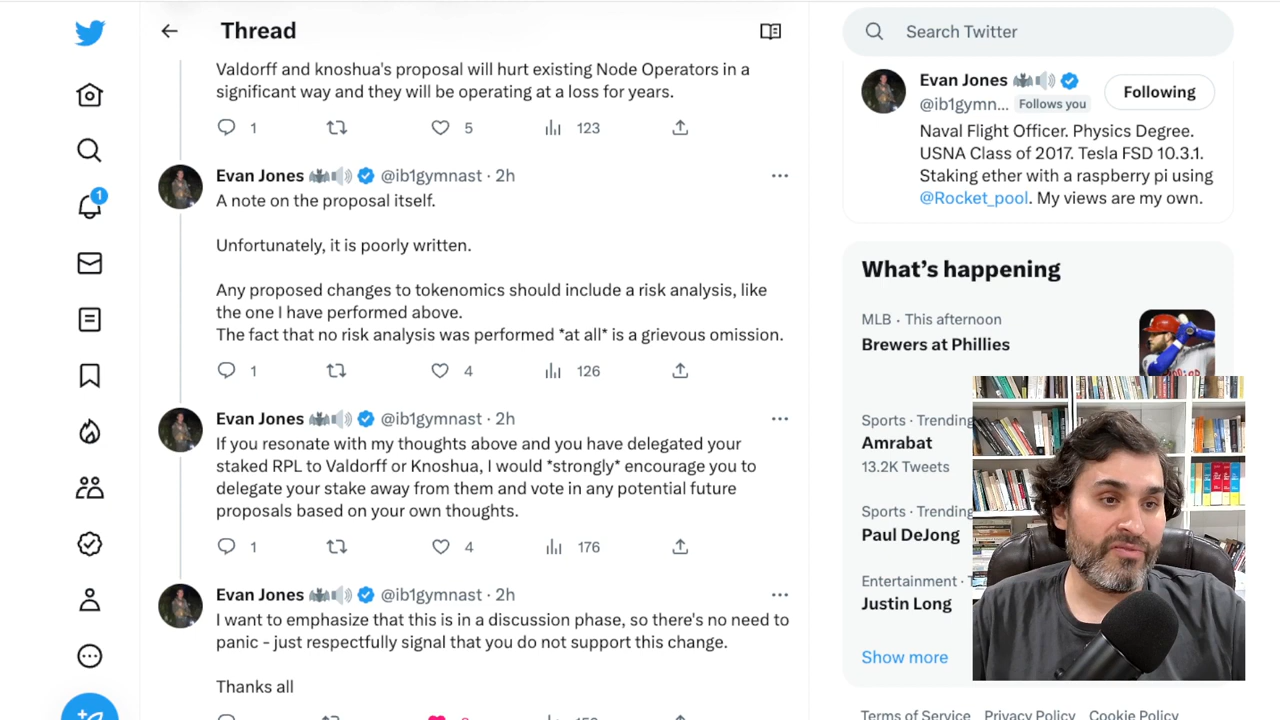 Thread
Search Twitter
Valdorff and knoshua's proposal will hurt existing Node Operators in a
significant way and they will be operating at a loss for years.
1
5
123
Evan Jones @ib1gymnast · 2h
A note on the proposal itself.
Unfortunately, it is poorly written.
Any proposed changes to tokenomics should include a risk analysis, like
the one I have performed above.
The fact that no risk analysis was performed *at all* is a grievous omission.
1
4
126
Evan Jones @ib1gymnast · 2h
If you resonate with my thoughts above and you have delegated your
staked RPL to Valdorff or Knoshua, I would *strongly* encourage you to
delegate your stake away from them and vote in any potential future
proposals based on your own thoughts.
1
4
176
Evan Jones @ib1gymnast · 2h
I want to emphasize that this is in a discussion phase, so there's no need to
panic - just respectfully signal that you do not support this change.
Thanks all
1
Evan Jones
@ib1gymn... Follows you
Following
Naval Flight Officer. Physics Degree.
USNA Class of 2017. Tesla FSD 10.3.1.
Staking ether with a raspberry pi using
@Rocket_pool. My views are my own.
What's happening
MLB · This afternoon
Brewers at Phillies
Sports · Trending
Amrabat
13.2K Tweets
Sports · Trending
Paul DeJong
Entertainment ·
Justin Long
Show more
Terms of Service Privacy Policy Cookie Policy